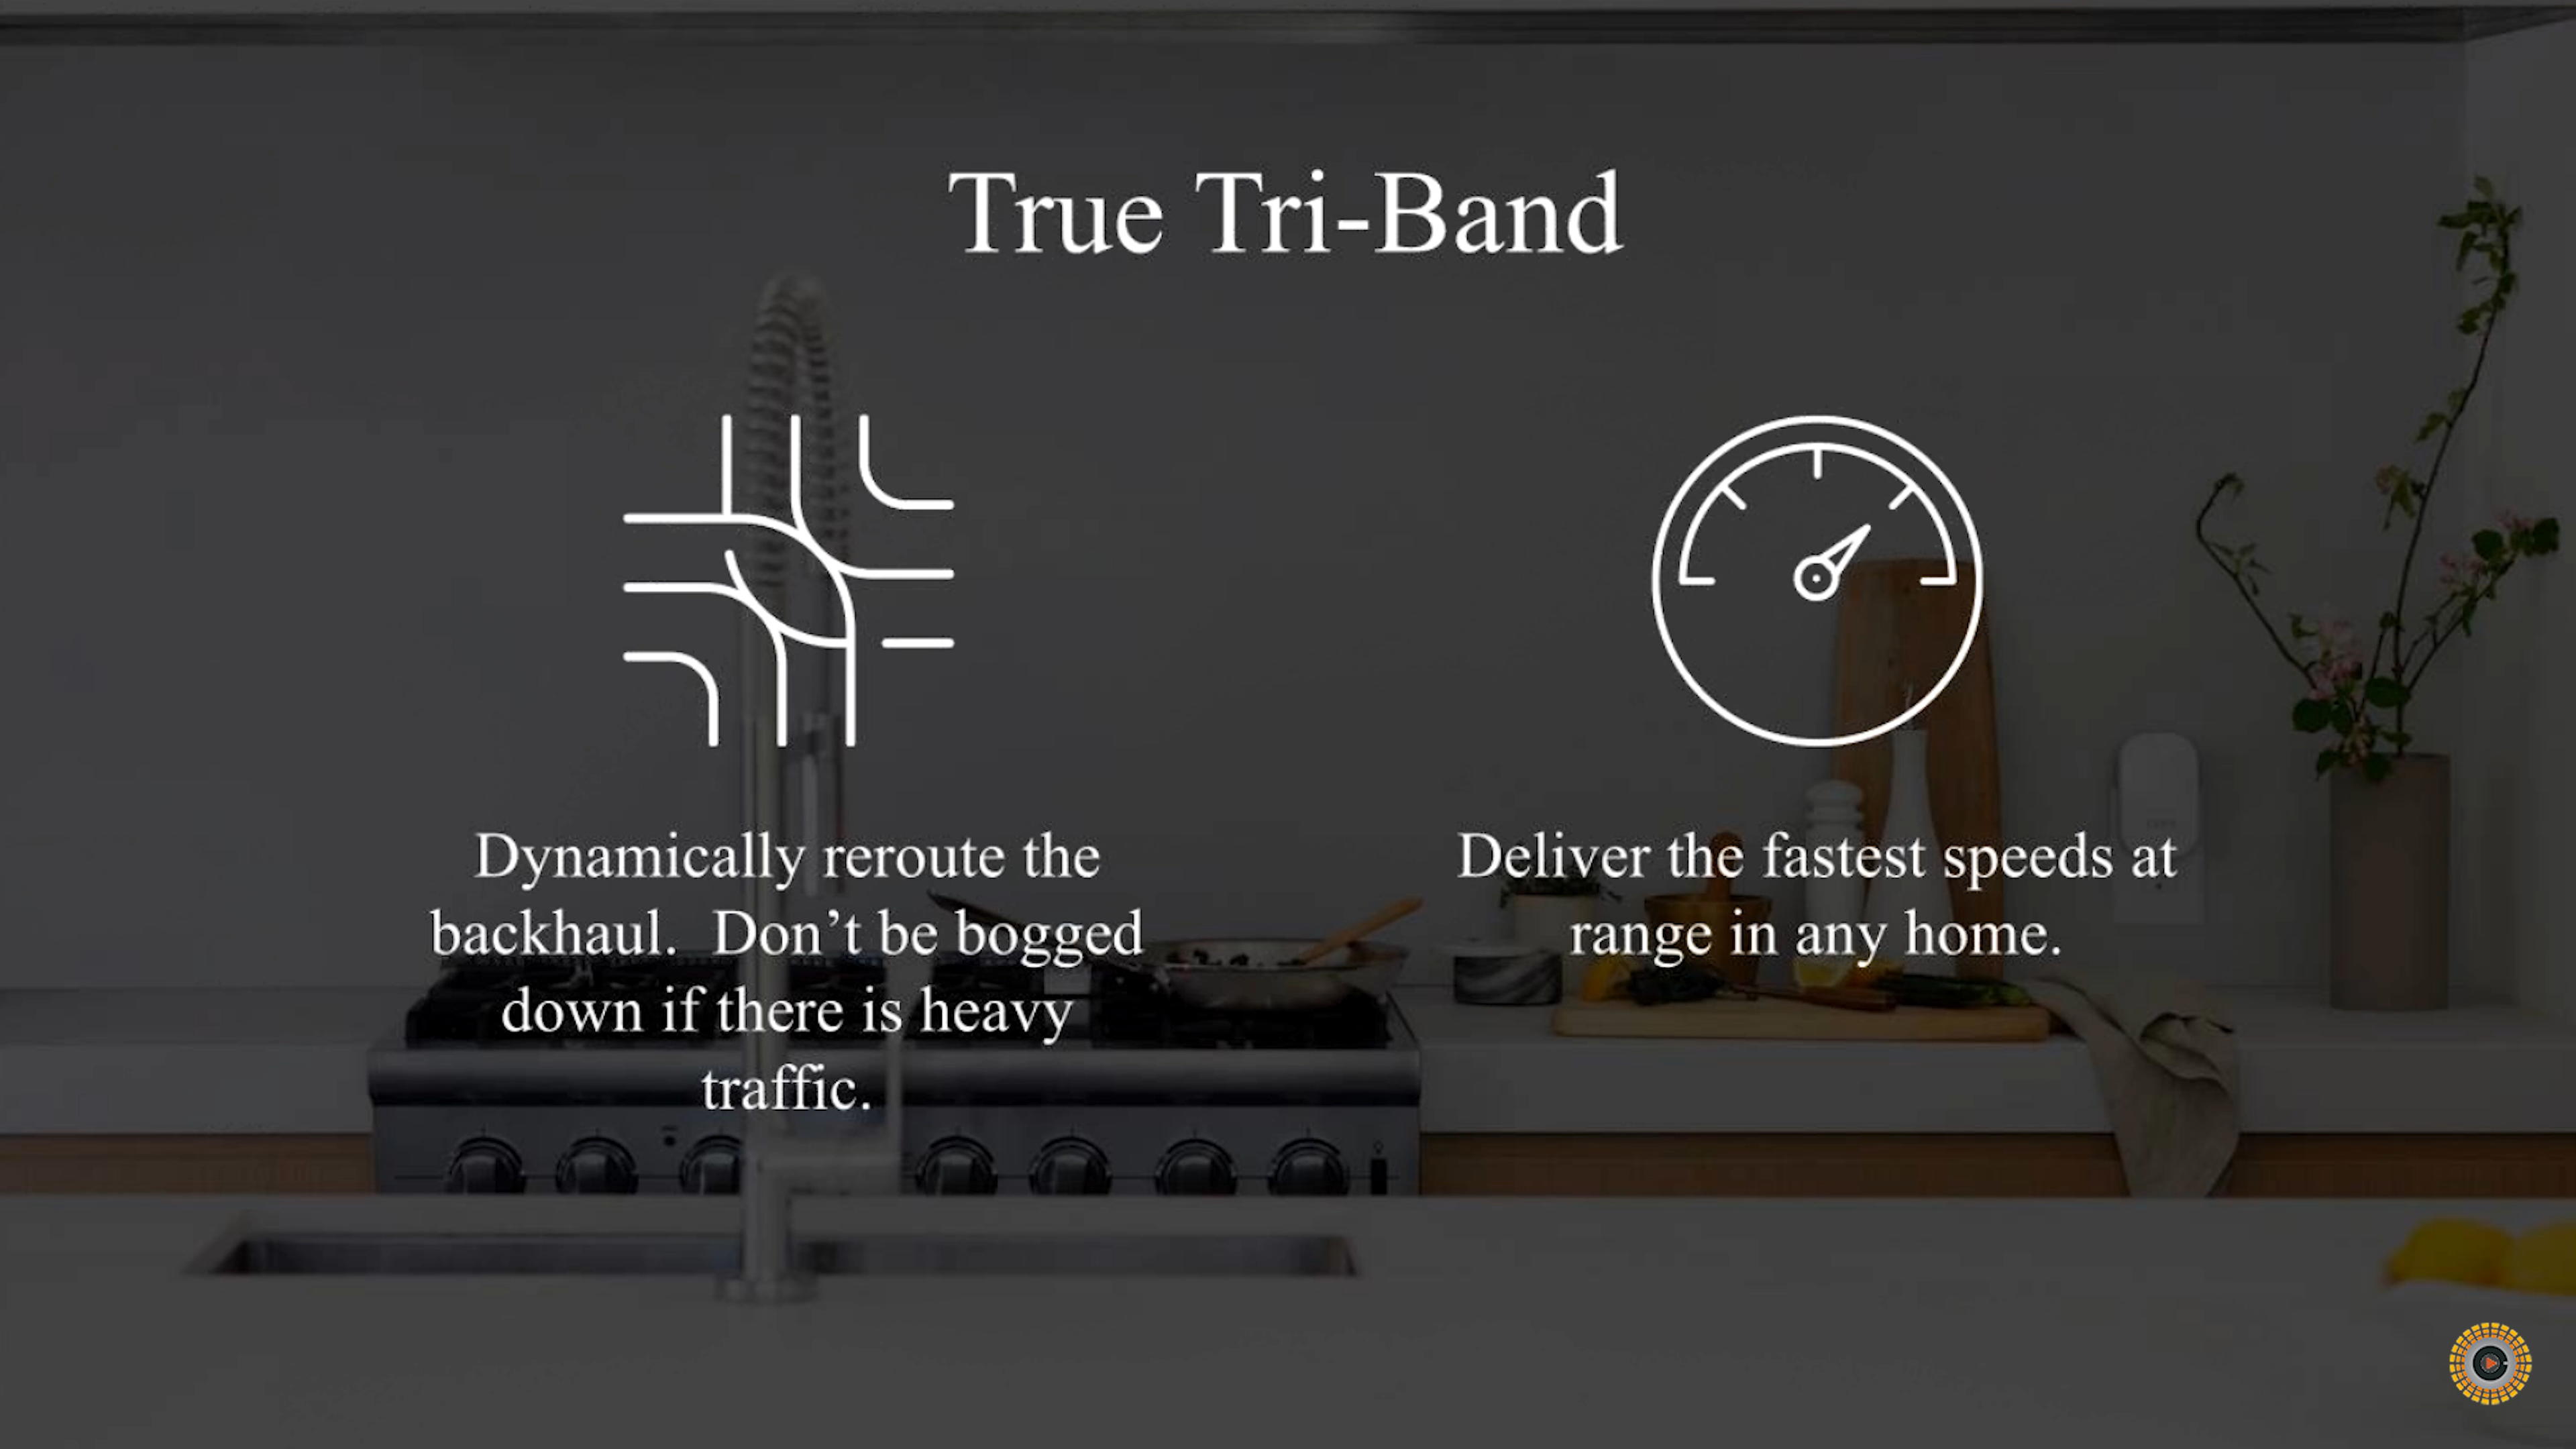 True Tri-Band
Dynamically reroute the
backhaul.  Don’t be bogged
down if there is heavy
traffic.
Deliver the fastest speeds at
range in any home.